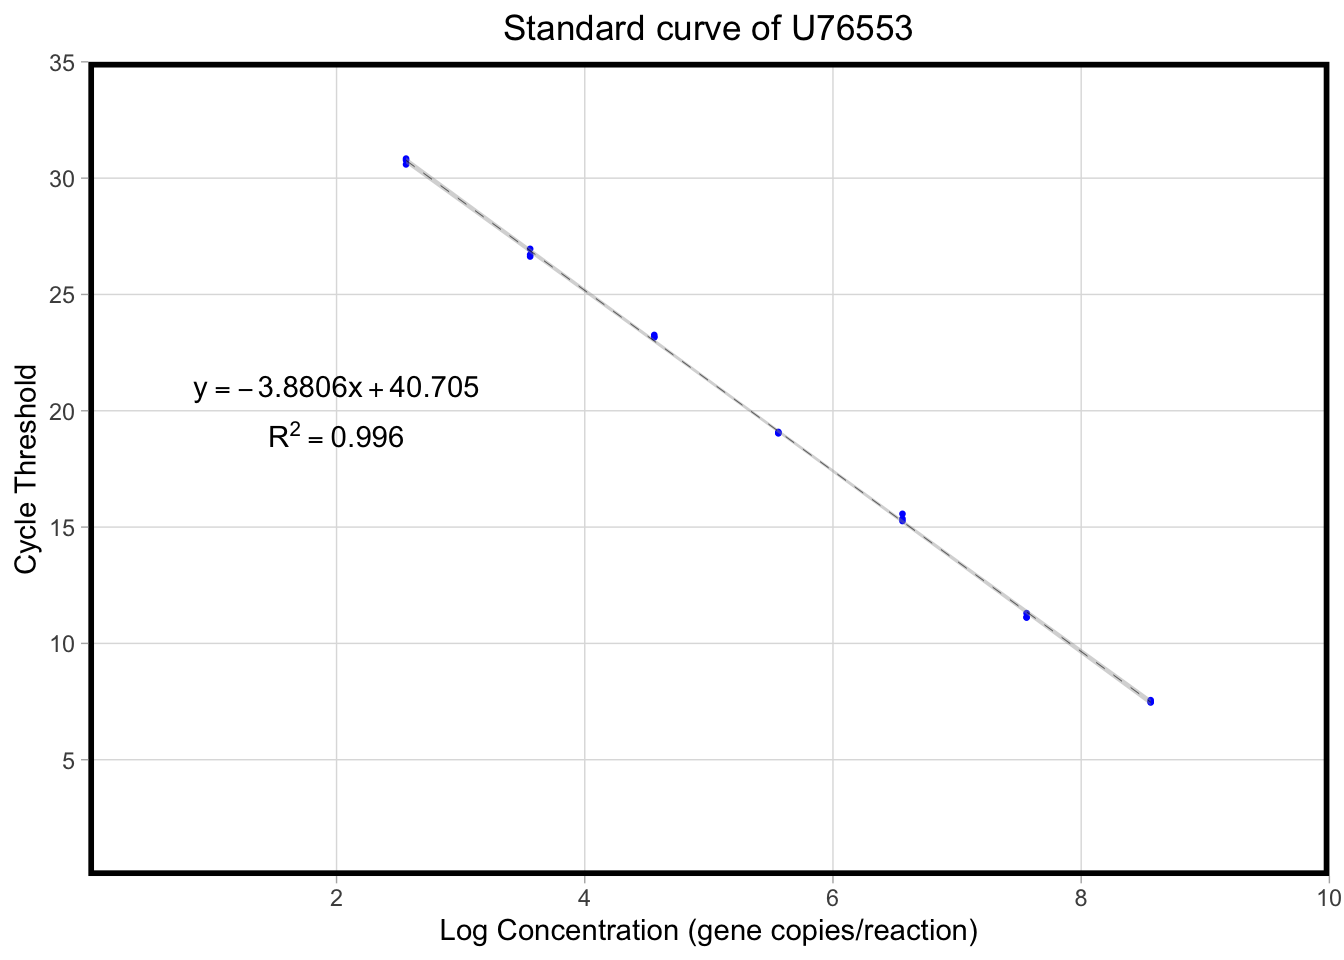 Standard curve of U76553
35
30
25
20
15
10
5
Cycle Threshold
y = − 3.8806x + 40.705
R² = 0.996
2 4 6 8 10
Log Concentration (gene copies/reaction)